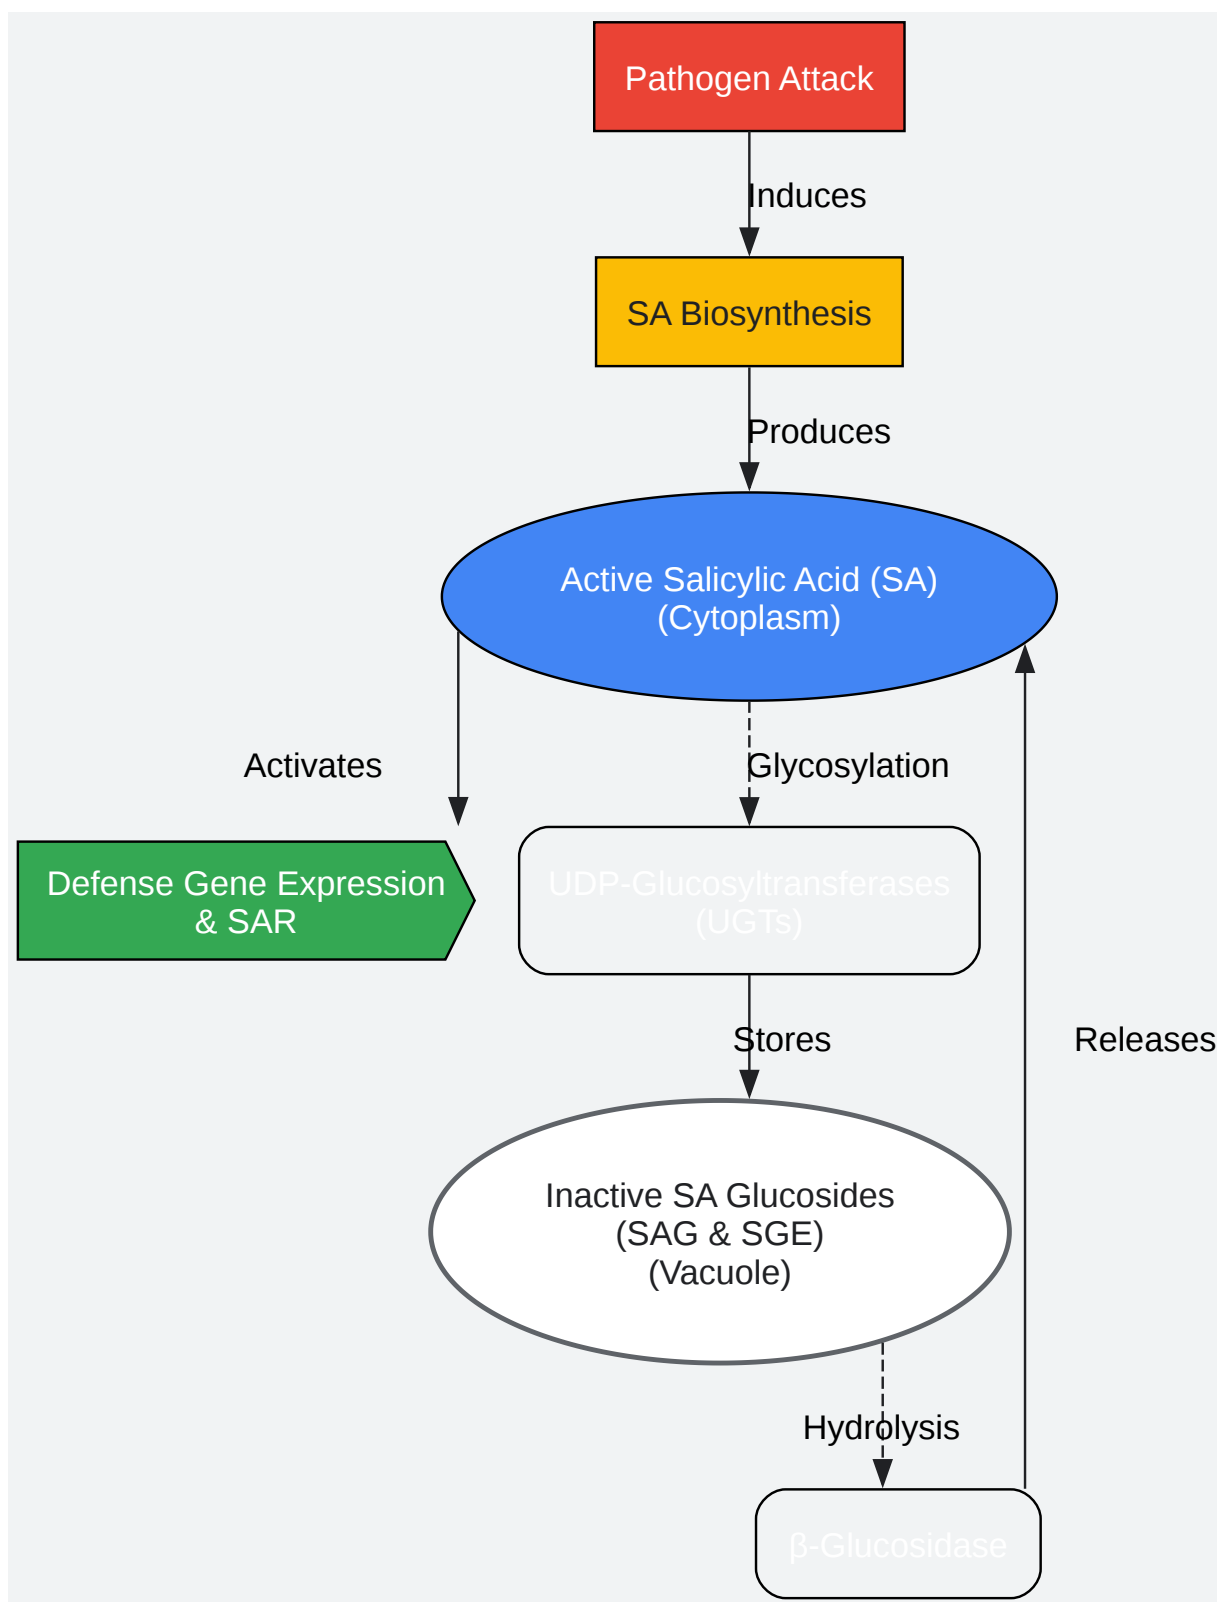 Pathogen Attack
Induces
SA Biosynthesis
Produces
Active Salicylic Acid (SA)
(Cytoplasm)
Activates
Glycosylation
Defense Gene Expression
& SAR
UDP-Glucosyltransferases
(UGTs)
Stores
Releases
Inactive SA Glucosides
(SAG & SGE)
(Vacuole)
Hydrolysis
β-Glucosidase